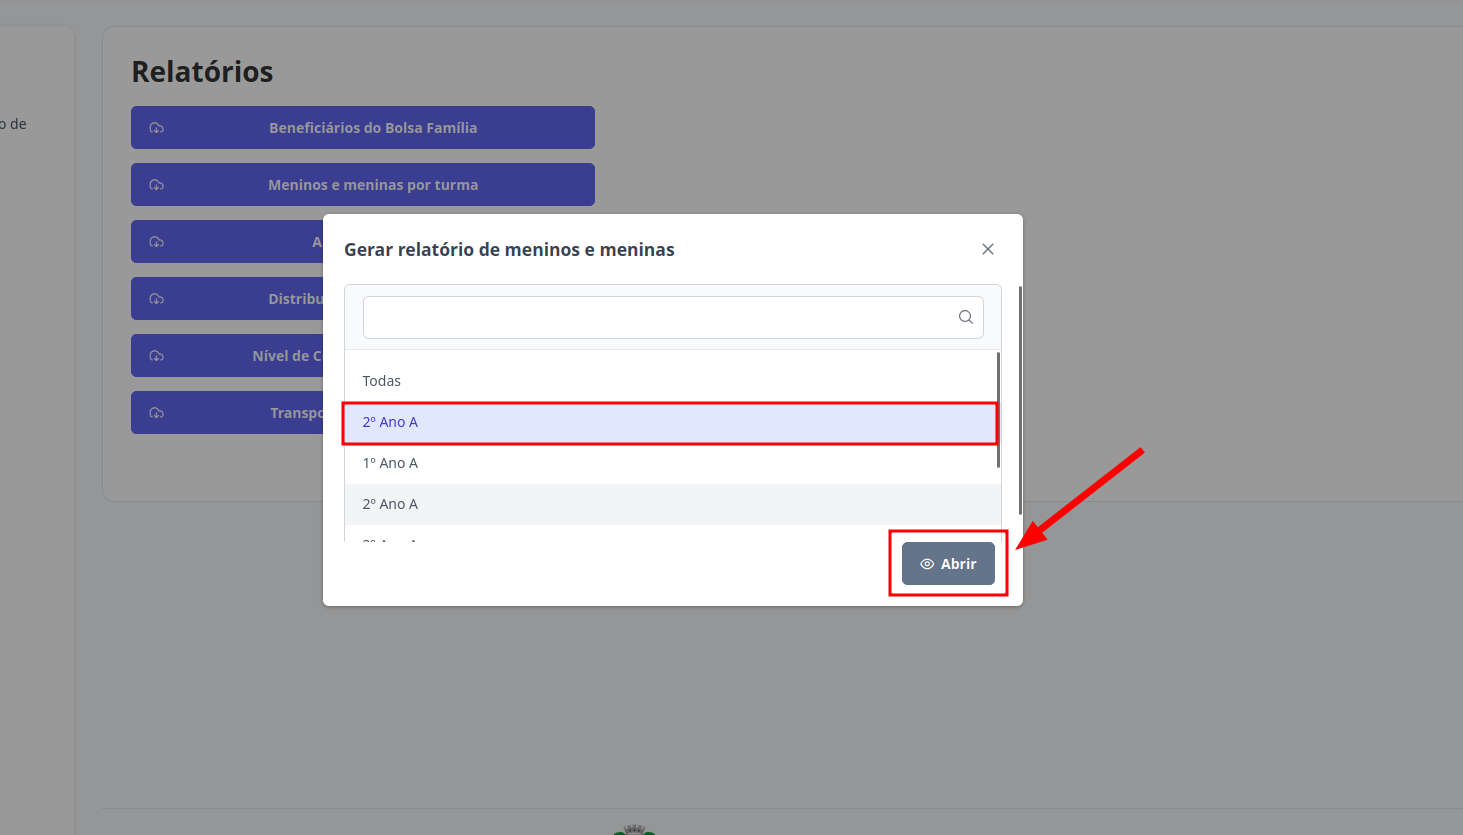 o de
Relatórios
Beneficiários do Bolsa Família
Meninos e meninas por turma
A
Distribu
Nível de C
Transpo
Gerar relatório de meninos e meninas
Todas
2º Ano A
1º Ano A
2º Ano A
Abrir